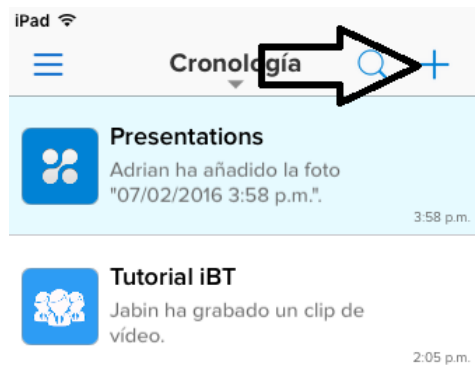 iPad
Cronología
Presentations
Adrian ha añadido la foto
"07/02/2016 3:58 p.m.".
3:58 p.m.
Tutorial iBT
Jabin ha grabado un clip de
vídeo.
2:05 p.m.